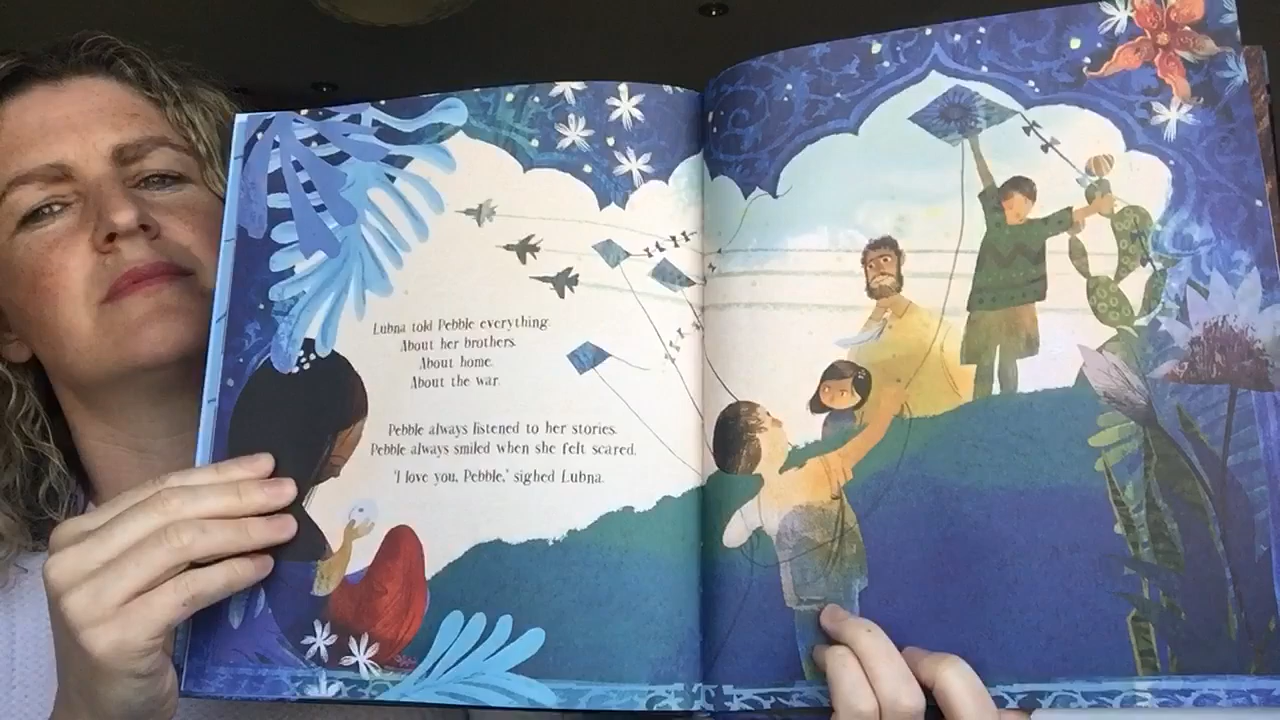 Lubna told Pebble everything.
About her brothers.
About home.
About the war.
Pebble always listened to her stories.
Pebble always smiled when she felt scared.
'I love you, Pebble,' sighed Lubna.